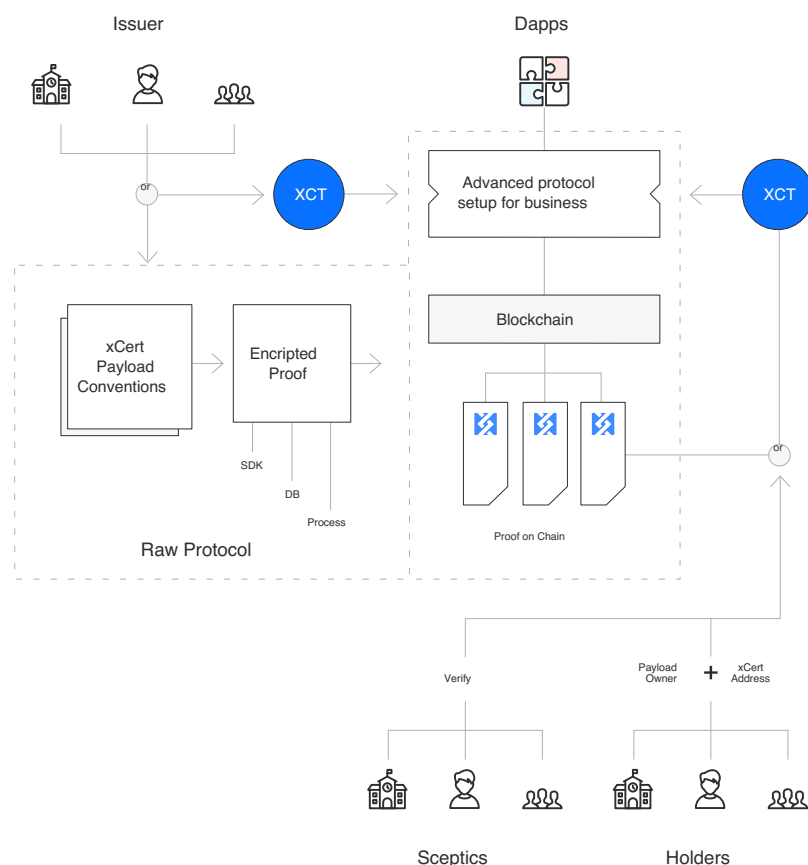 Issuer
Dapps
or
XCT
Advanced protocol
setup for business
XCT
xCert
Payload
Conventions
Encripted
Proof
Blockchain
SDK
DB
Process
or
Proof on Chain
Raw Protocol
Verify
Payload
Owner
+
xCert
Address
Sceptics
Holders